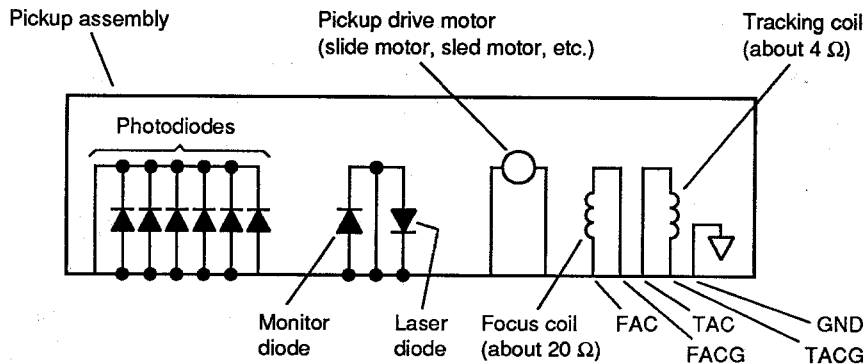 Pickup assembly
Pickup drive motor
(slide motor, sled motor, etc.)
Tracking coil
(about 4 Ω)
Photodiodes
Monitor
diode
Laser
diode
Focus coil
(about 20 Ω)
FAC
FACG
TAC
TACG
GND